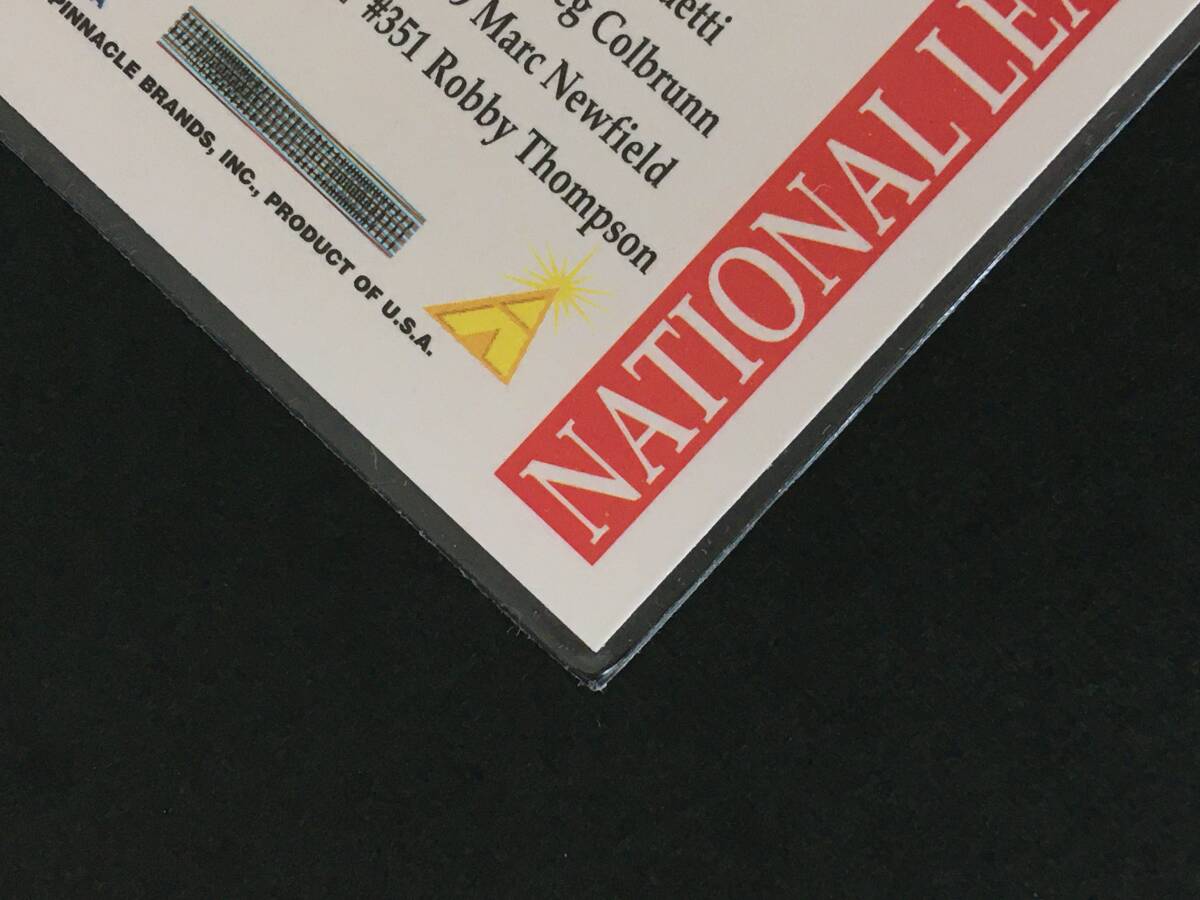 Colbrunn
Marc Newfield
#351 Robby Thompson
PINNACLE BRANDS, INC., PRODUCT OF U.S.A.
NATIONAL